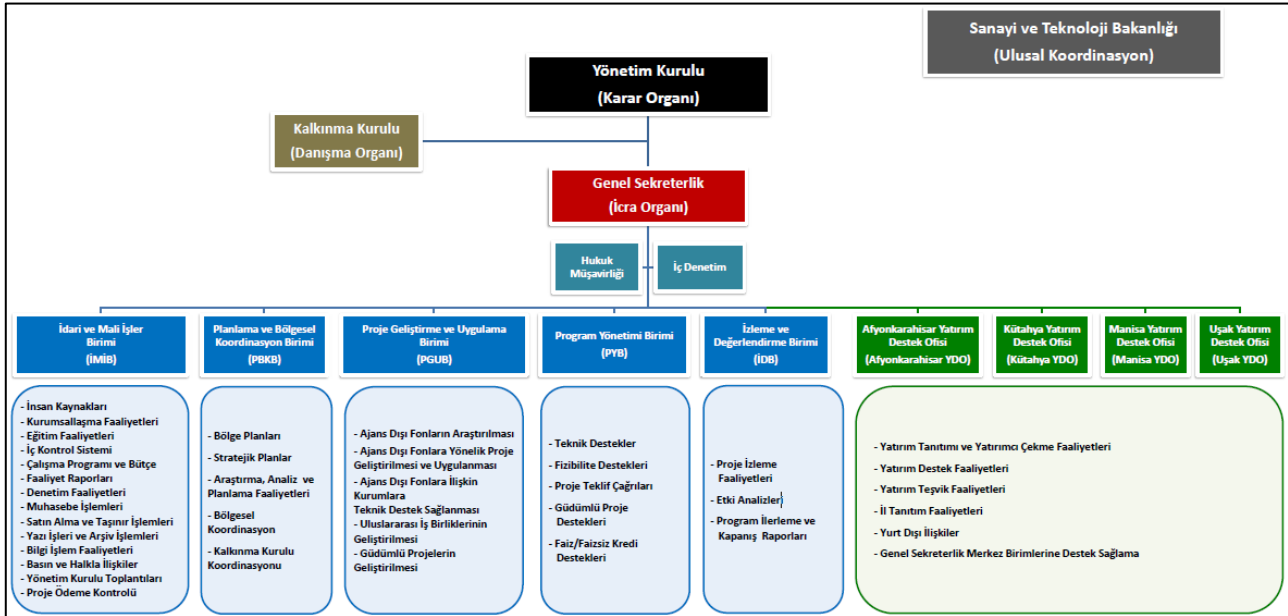 Sanayi ve Teknoloji Bakanlığı
(Ulusal Koordinasyon)
Yönetim Kurulu
(Karar Organı)
Kalkınma Kurulu
(Danışma Organı)
Genel Sekreterlik
(İcra Organı)
Hukuk
Müşavirliği
İç Denetim
İdari ve Mali İşler
Birimi
(İMİB)
Planlama ve Bölgesel
Koordinasyon Birimi
(PBKB)
Proje Geliştirme ve Uygulama
Birimi
(PGUB)
Program Yönetimi Birimi
(PYB)
İzleme ve
Değerlendirme Birimi
(İDB)
Afyonkarahisar Yatırım
Destek Ofisi
(Afyonkarahisar YDO)
Kütahya Yatırım
Destek Ofisi
(Kütahya YDO)
Manisa Yatırım
Destek Ofisi
(Manisa YDO)
Uşak Yatırım
Destek Ofisi
(Uşak YDO)
- İnsan Kaynakları
- Kurumsallaşma Faaliyetleri
- Eğitim Faaliyetleri
- İç Kontrol Sistemi
- Çalışma Programı ve Bütçe
- Faaliyet Raporları
- Denetim Faaliyetleri
- Muhasebe İşlemleri
- Satın Alma ve Taşınır İşlemleri
- Yazı İşleri ve Arşiv İşlemleri
- Bilgi İşlem Faaliyetleri
- Basın ve Halkla İlişkiler
- Yönetim Kurulu Toplantıları
- Proje Ödeme Kontrolü
- Bölge Planları
- Stratejik Planlar
- Araştırma, Analiz ve
Planlama Faaliyetleri
- Bölgesel
Koordinasyon
- Kalkınma Kurulu
Koordinasyonu
- Ajans Dışı Fonların Araştırılması
- Ajans Dışı Fonlara Yönelik Proje
Geliştirilmesi ve Uygulanması
- Ajans Dışı Fonlara İlişkin
Kurumlara
Teknik Destek Sağlanması
- Uluslararası İş Birliklerinin
Geliştirilmesi
- Güdümlü Projelerin
Geliştirilmesi
- Teknik Destekler
- Fizibilite Destekleri
- Proje Teklif Çağrıları
- Güdümlü Proje
Destekleri
- Faiz/Faizsiz Kredi
Destekleri
- Proje İzleme
Faaliyetleri
- Etki Analizler
- Program İlerleme ve
Kapanış Raporları
- Yatırım Tanıtımı ve Yatırımcı Çekme Faaliyetleri
- Yatırım Destek Faaliyetleri
- Yatırım Teşvik Faaliyetleri
- İl Tanıtım Faaliyetleri
- Yurt Dışı İlişkiler
- Genel Sekreterlik Merkez Birimlerine Destek Sağlama